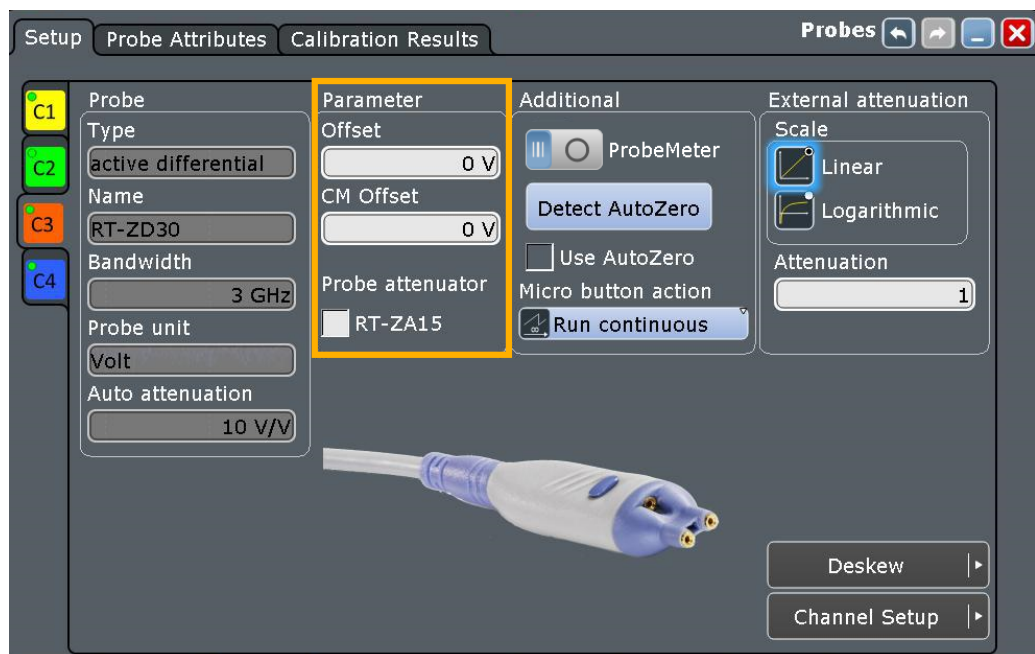 Setup
Probe Attributes
Calibration Results
Probes
C1
C2
C3
C4
Probe
Type
active differential
Name
RT-ZD30
Bandwidth
3 GHz
Probe unit
Volt
Auto attenuation
10 V/V
Parameter
Offset
0 V
CM Offset
0 V
Probe attenuator
RT-ZA15
Additional
ProbeMeter
Detect AutoZero
Use AutoZero
Micro button action
Run continuous
External attenuation
Scale
Linear
Logarithmic
Attenuation
1
Deskew
Channel Setup